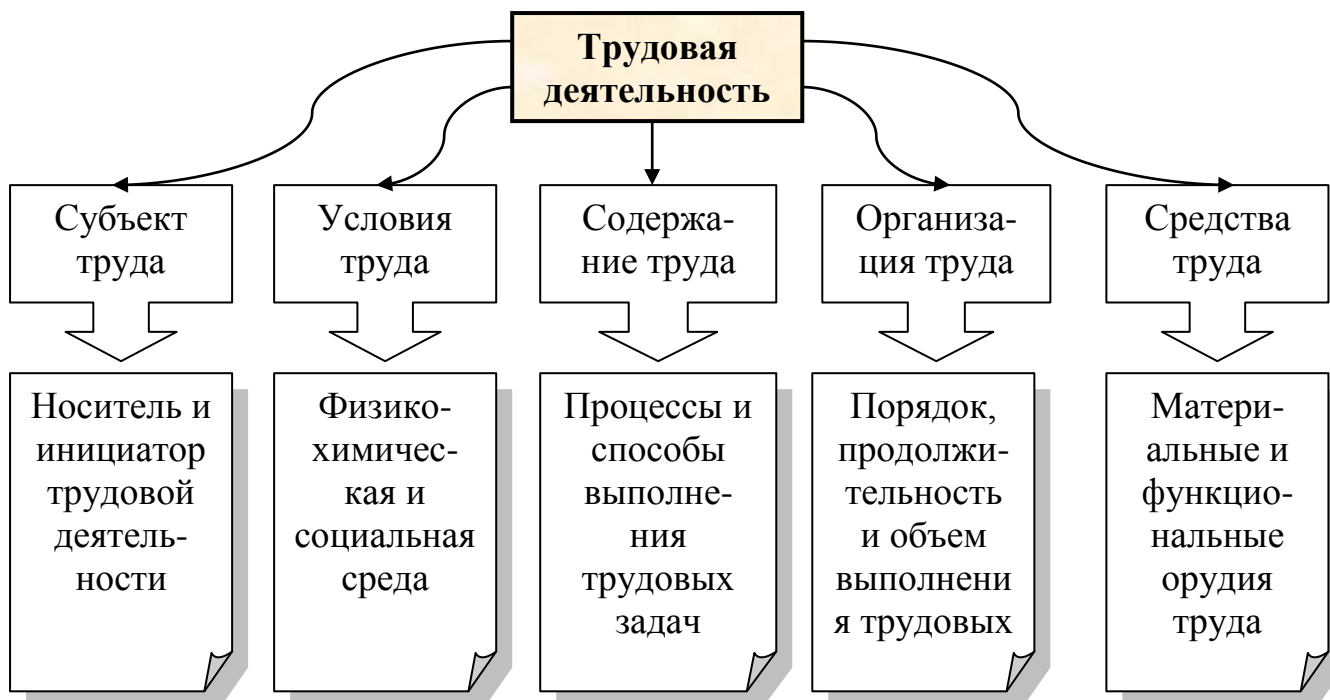 Трудовая
деятельность
Субъект
труда
Условия
труда
Содержа-
ние труда
Организа-
ция труда
Средства
труда
Носитель и
инициатор
трудовой
деятель-
ности
Физико-
химичес-
кая и
социальная
среда
Процессы и
способы
выполне-
ния
трудовых
задач
Порядок,
продолжи-
тельность
и объем
выполнени
я трудовых
Матери-
альные и
функцио-
нальные
орудия
труда